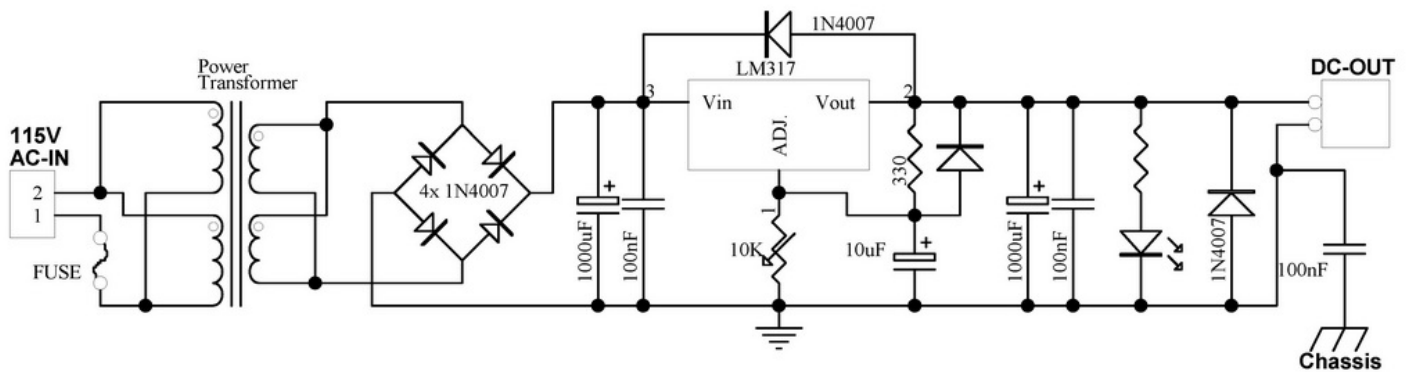 1N4007
LM317
Power
Transformer
DC-OUT
3
Vin
Vout
2
115V
AC-IN
ADJ.
2
1
4x 1N4007
330
1
10K
10uF
1000uF
100nF
1000uF
100nF
1N4007
100nF
FUSE
Chassis